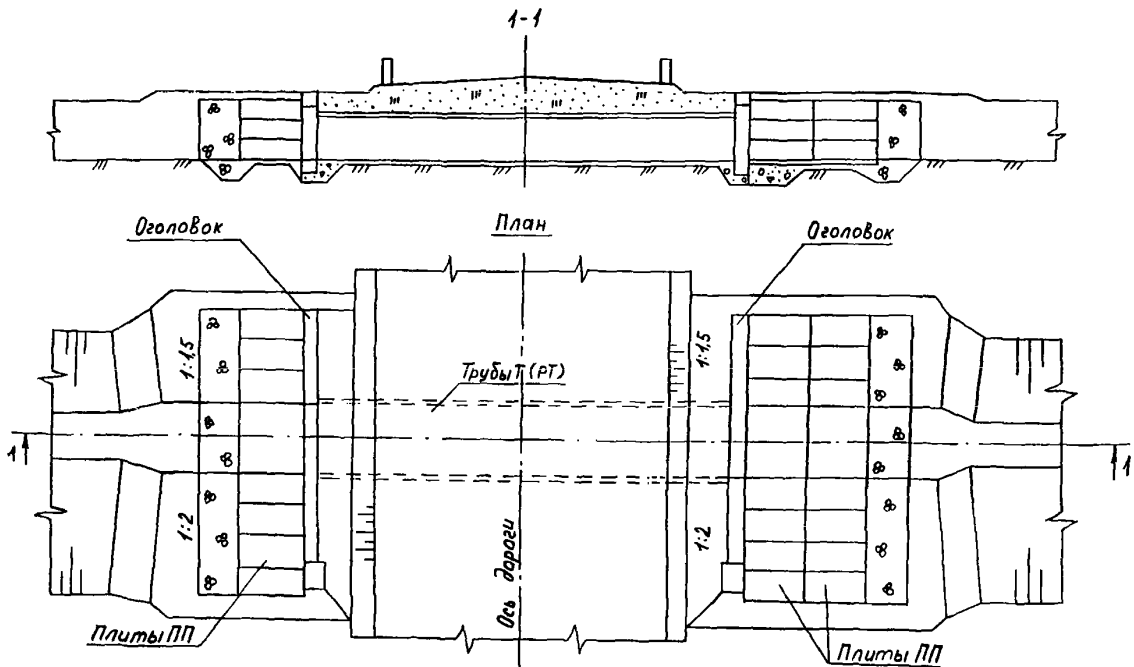 1-1
Оголовок
План
Оголовок
1:1,5
Трубы Т (РТ)
1:1,5
1
1
1:2
1:2
Ось дороги
Плиты ПП
Плиты ПП